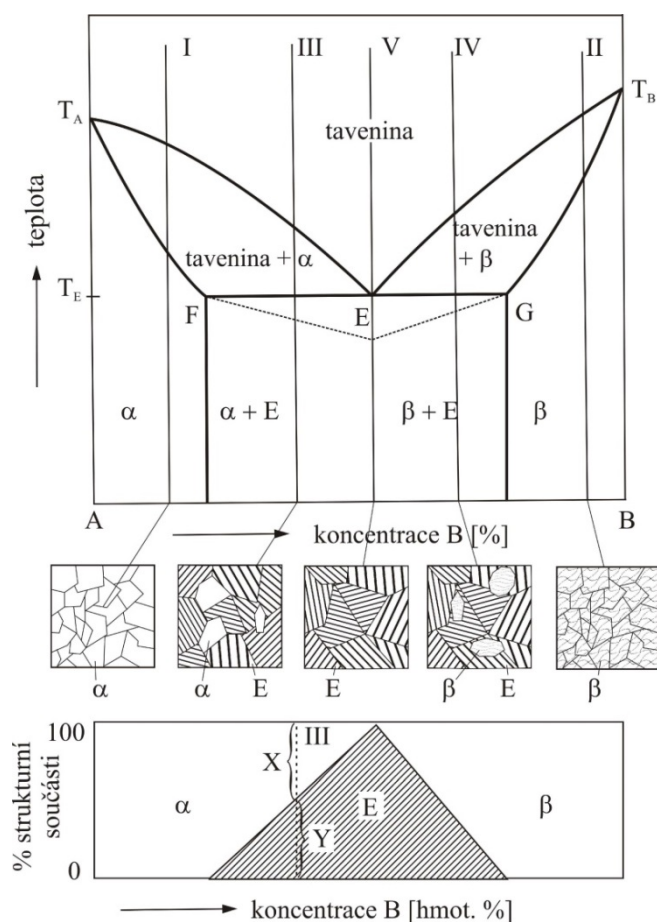 I III V IV II
T_A
T_B
tavenina
teplota
tavenina + α
tavenina
+ β
T_E
F E G
α α + E β + E β
A B
koncentrace B [%]
α α E E β E β
100
0
% strukturní
součásti
III
X
Y
α E β
koncentrace B [hmot. %]